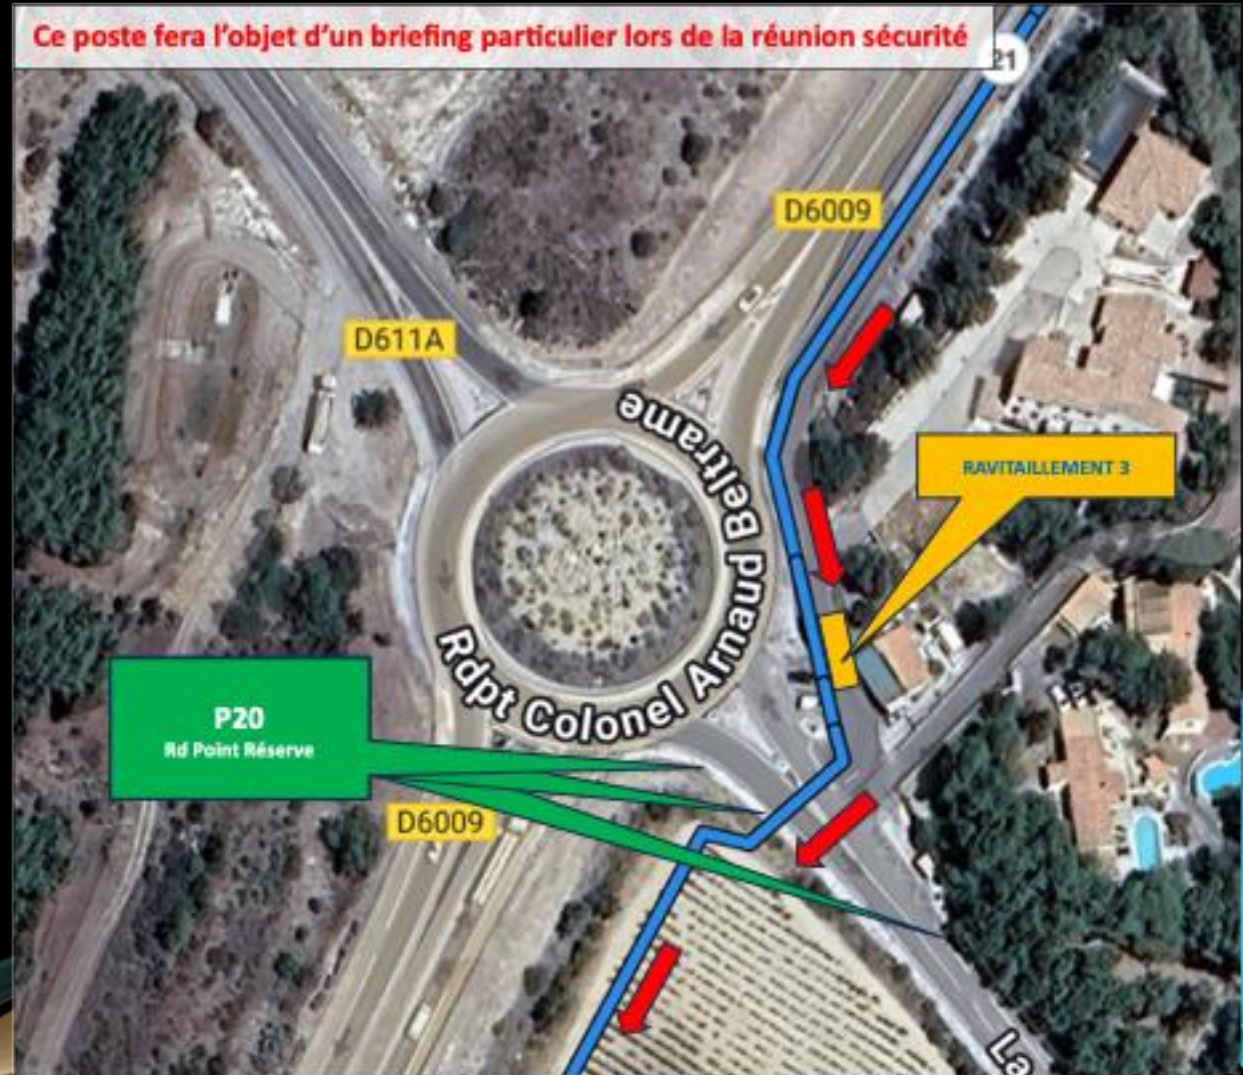 Ce poste fera l'objet d'un briefing particulier lors de la réunion sécurité
21
D6009
D611A
Rdpt Colonel Arnaud Beltrame
RAVITAILLEMENT 3
P20
Rd Point Réserve
D6009
La